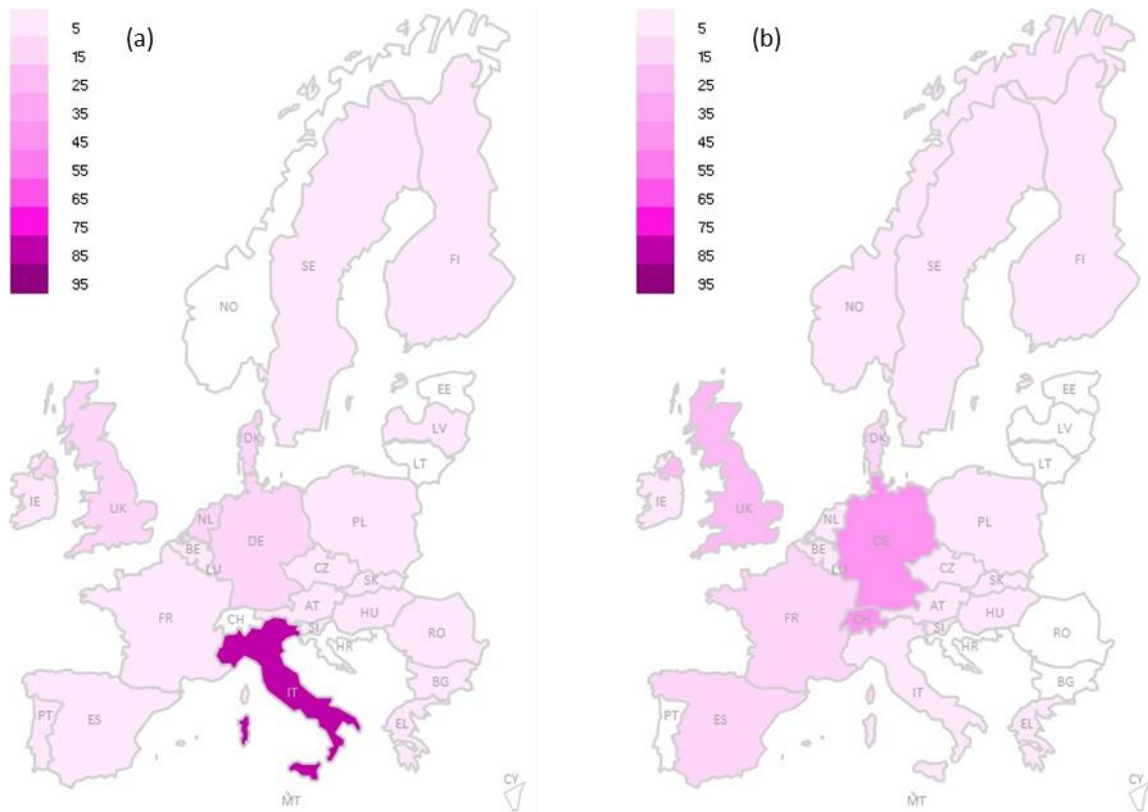 5
15
25
35
45
55
65
75
85
95
(a)
NO
SE
FI
EE
LV
LT
DK
IE
UK
NL
BE
LU
DE
PL
CZ
SK
FR
CH
AT
HU
SI
HR
RO
BG
IT
PT
ES
EL
MT
CY
5
15
25
35
45
55
65
75
85
95
(b)
NO
SE
FI
EE
LV
LT
DK
IE
UK
NL
BE
LU
DE
PL
CZ
SK
FR
CH
AT
HU
SI
HR
RO
BG
IT
PT
ES
EL
MT
CY